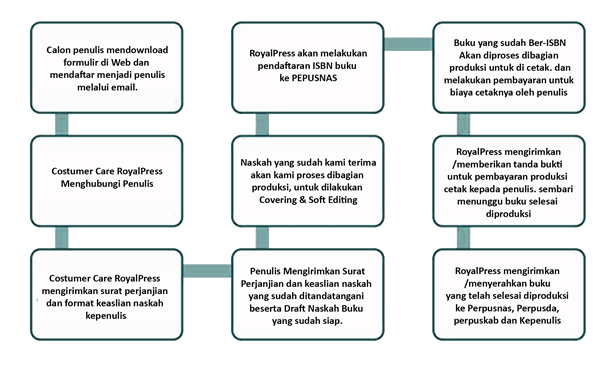 Calon penulis mendownload
formulir di Web dan
mendaftar menjadi penulis
melalui email.
Costumer Care RoyalPress
Menghubungi Penulis
Costumer Care RoyalPress
mengirimkan surat perjanjian
dan format keaslian naskah
kepenulis
Penulis Mengirimkan Surat
Perjanjian dan keaslian naskah
yang sudah ditandatangani
beserta Draft Naskah Buku
yang sudah siap.
Naskah yang sudah kami terima
akan kami proses dibagian
produksi, untuk dilakukan
Covering & Soft Editing
RoyalPress akan melakukan
pendaftaran ISBN buku
ke PEPUSNAS
Buku yang sudah Ber-ISBN
Akan diproses dibagian
produksi untuk di cetak. dan
melakukan pembayaran untuk
biaya cetaknya oleh penulis
RoyalPress mengirimkan
/memberikan tanda bukti
untuk pembayaran produksi
cetak kepada penulis. sembari
menunggu buku selesai
diproduksi
RoyalPress mengirimkan
/menyerahkan buku
yang telah selesai diproduksi
ke Perpusnas, Perpusda,
perpuskab dan Kepenulis